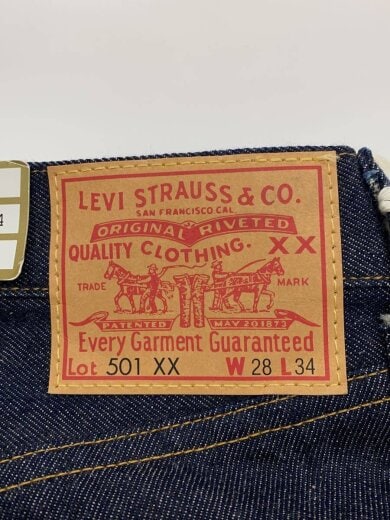 LEVI STRAUSS & CO.
SAN FRANCISCO CAL.
ORIGINAL RIVETED
QUALITY CLOTHING. XX
TRADE MARK
PATENTED MAY 20 1873
Every Garment Guaranteed
Lot 501 XX W 28 L 34
4